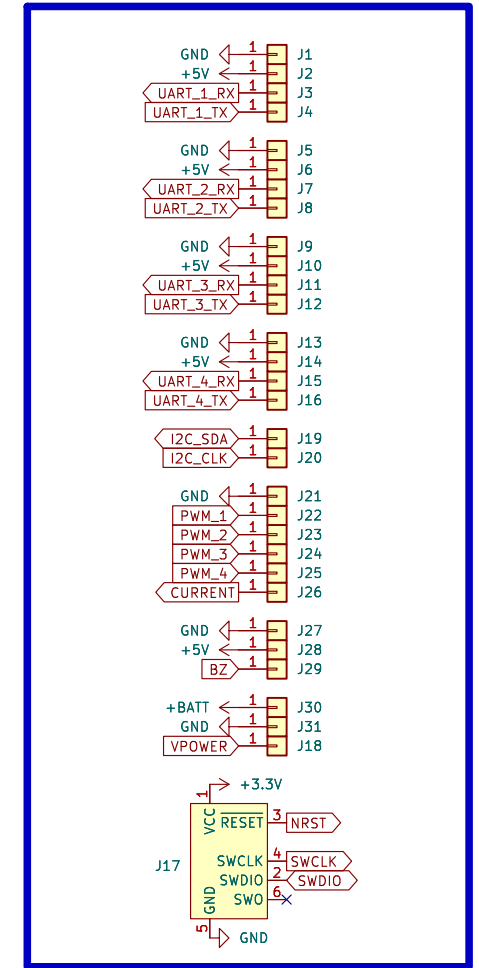 GND 1 J1
+5V 1 J2
UART_1_RX 1 J3
UART_1_TX 1 J4
GND 1 J5
+5V 1 J6
UART_2_RX 1 J7
UART_2_TX 1 J8
GND 1 J9
+5V 1 J10
UART_3_RX 1 J11
UART_3_TX 1 J12
GND 1 J13
+5V 1 J14
UART_4_RX 1 J15
UART_4_TX 1 J16
I2C_SDA 1 J19
I2C_CLK 1 J20
GND 1 J21
PWM_1 1 J22
PWM_2 1 J23
PWM_3 1 J24
PWM_4 1 J25
CURRENT 1 J26
GND 1 J27
+5V 1 J28
BZ 1 J29
+BATT 1 J30
GND 1 J31
VPOWER 1 J18
+3.3V
1
VCC RESET 3 NRST
J17 SWCLK 4 SWCLK
SWDIO 2 SWDIO
GND SWO 6
5
GND